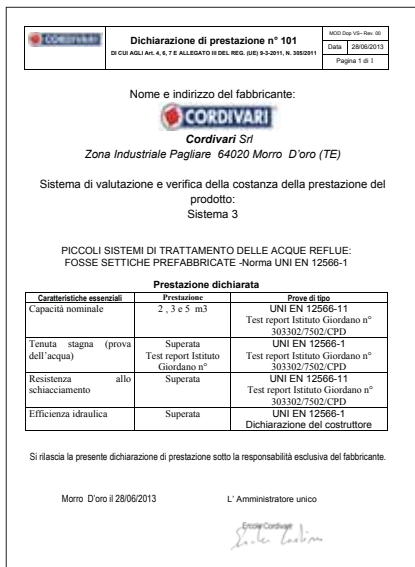 CORDIVARI
Dichiarazione di prestazione n° 101
DI CUI AGLI Art. 4, 6, 7 E ALLEGATO III DEL REG. (UE) 9-3-2011, N. 305/2011
MOD Dop VS– Rev. 00
Data 28/06/2013
Pagina 1 di 1
Nome e indirizzo del fabbricante:
CORDIVARI
Cordivari Srl
Zona Industriale Pagliare 64020 Morro D'oro (TE)
Sistema di valutazione e verifica della costanza della prestazione del
prodotto:
Sistema 3
PICCOLI SISTEMI DI TRATTAMENTO DELLE ACQUE REFLUE:
FOSSE SETTICHE PREFABBRICATE -Norma UNI EN 12566-1
Prestazione dichiarata
Caratteristiche essenziali Prestazione Prove di tipo
Capacità nominale 2 , 3 e 5 m3 UNI EN 12566-11
Test report Istituto Giordano n°
303302/7502/CPD
Tenuta stagna (prova Superata UNI EN 12566-1
dell'acqua) Test report Istituto Test report Istituto Giordano n°
Giordano n° 303302/7502/CPD
Resistenza allo Superata UNI EN 12566-11
schiacciamento Test report Istituto Giordano n°
303302/7502/CPD
Efficienza idraulica Superata UNI EN 12566-1
Dichiarazione del costruttore
Si rilascia la presente dichiarazione di prestazione sotto la responsabilità esclusiva del fabbricante.
Morro D'oro il 28/06/2013 L' Amministratore unico
Ercole Cordivari